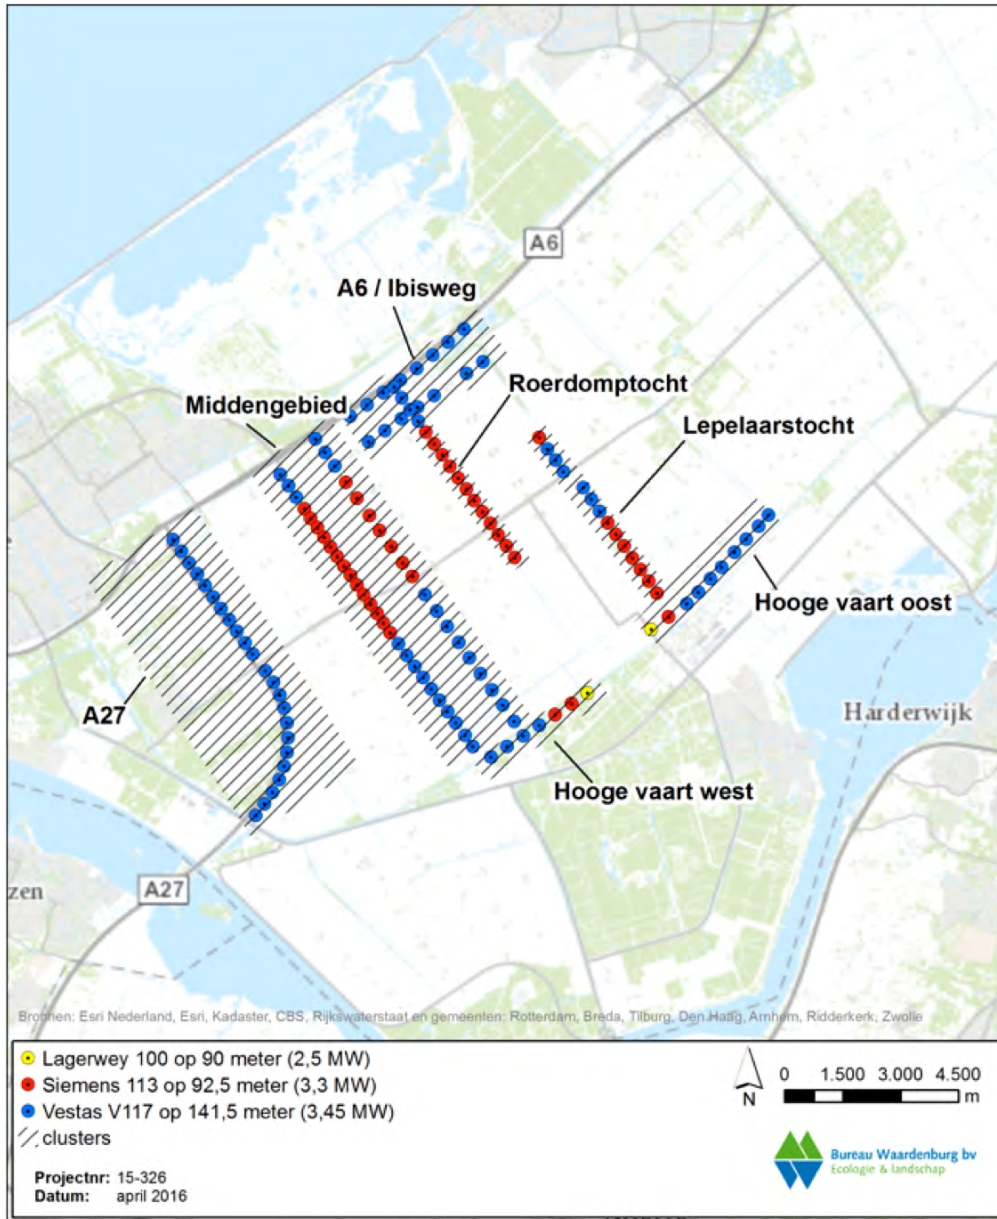 A6
A6 / Ibisweg
Roerdomptocht
Middengebied
Lepelaarstocht
Hooge vaart oost
A27
Harderwijk
Hooge vaart west
A27
zen
Bronnen: Esri Nederland, Esri, Kadaster, CBS, Rijkswaterstaat en gemeenten: Rotterdam, Breda, Tilburg, Den Haag, Arnhem, Ridderkerk, Zwolle
Lagerwey 100 op 90 meter (2,5 MW)
Siemens 113 op 92,5 meter (3,3 MW)
Vestas V117 op 141,5 meter (3,45 MW)
clusters
Projectnr: 15-326
Datum: april 2016
N
0 1.500 3.000 4.500
m
Bureau Waardenburg bv
Ecologie & landschap